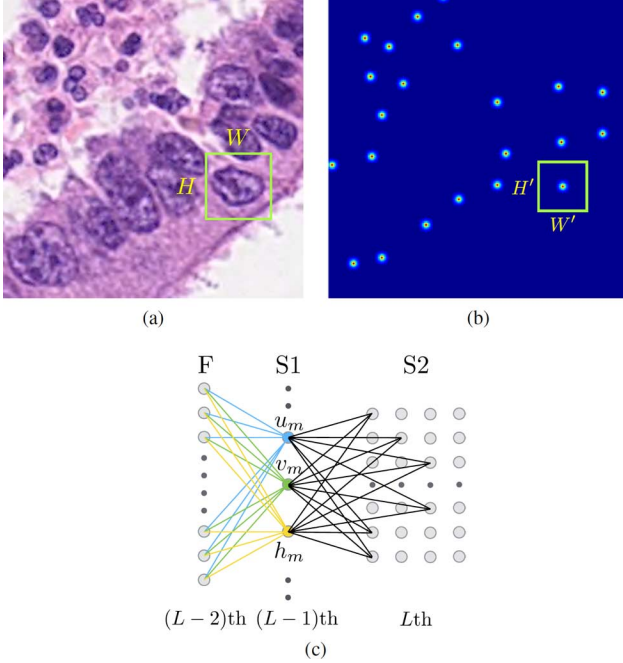 W
H
H′
W′
(a)
(b)
F
S1
S2
u_m
v_m
h_m
(L − 2)th
(L − 1)th
Lth
(c)